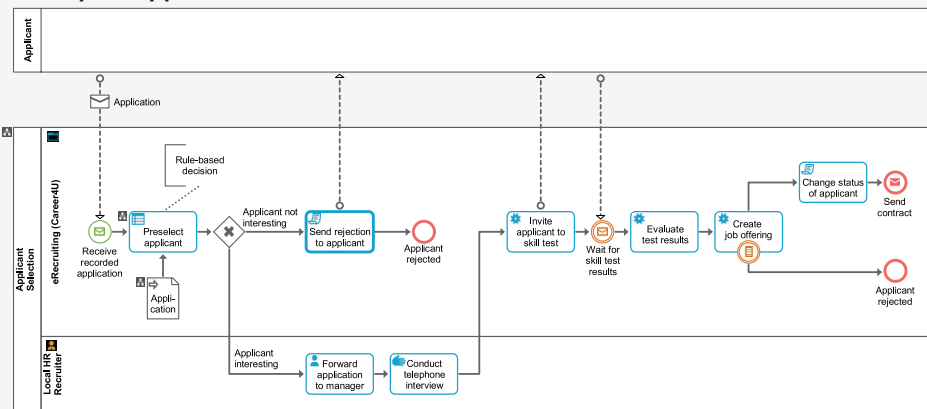 Applicant
Application
Applicant
Selection
eRecruiting (Career4U)
Rule-based
decision
Receive
recorded
application
Preselect
applicant
Appli-
cation
Applicant not
interesting
Send rejection
to applicant
Applicant
rejected
Invite
applicant to
skill test
Wait for
skill test
results
Evaluate
test results
Create
job offering
Change status
of applicant
Send
contract
Applicant
rejected
Local HR
Recruiter
Applicant
interesting
Forward
application
to manager
Conduct
telephone
interview